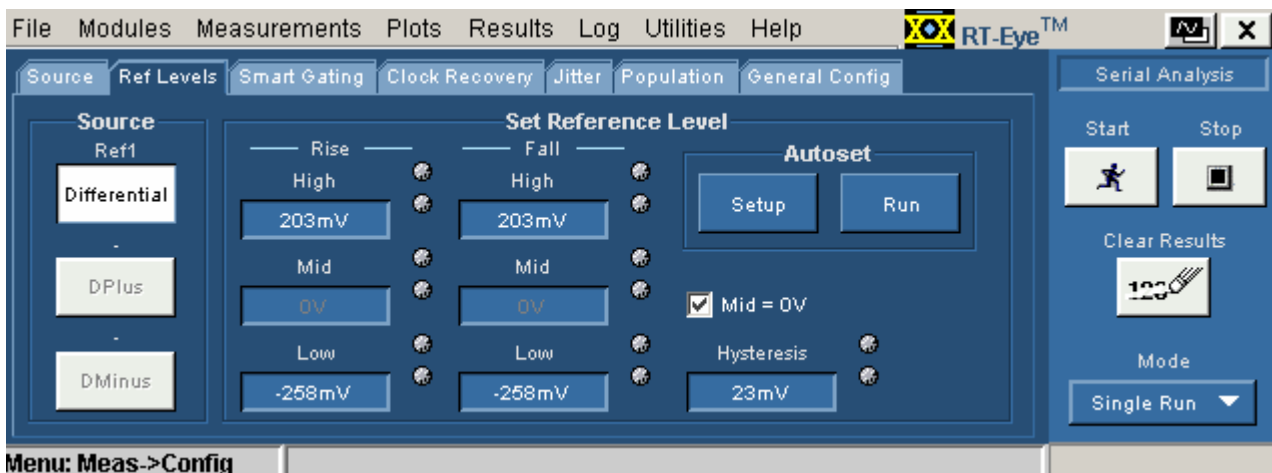 File Modules Measurements Plots Results Log Utilities Help RT-Eye™
Source Ref Levels Smart Gating Clock Recovery Jitter Population General Config
Serial Analysis
Source
Ref1
Differential
-
DPlus
-
DMinus
Set Reference Level
Rise
High
203mV
Mid
0V
Low
-258mV
Fall
High
203mV
Mid
0V
Low
-258mV
Autoset
Setup Run
Mid = 0V
Hysteresis
23mV
Start Stop
Clear Results
123
Mode
Single Run
Menu: Meas->Config